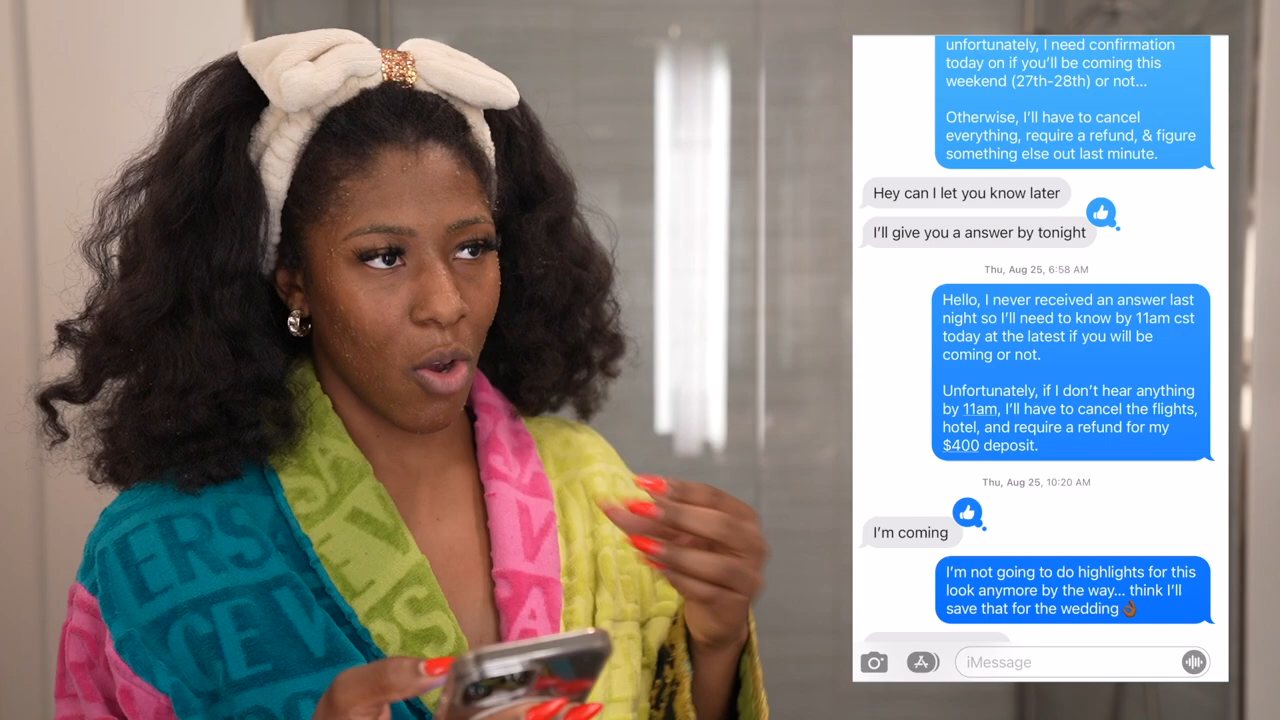 unfortunately, I need confirmation
today on if you'll be coming this
weekend (27th-28th) or not...
Otherwise, I'll have to cancel
everything, require a refund, & figure
something else out last minute.
Hey can I let you know later
I'll give you a answer by tonight
Thu, Aug 25, 6:58 AM
Hello, I never received an answer last
night so I'll need to know by 11am cst
today at the latest if you will be
coming or not.
Unfortunately, if I don't hear anything
by 11am, I'll have to cancel the flights,
hotel, and require a refund for my
$400 deposit.
Thu, Aug 25, 10:20 AM
I'm coming
I'm not going to do highlights for this
look anymore by the way... think I'll
save that for the wedding 👌🏾
iMessage